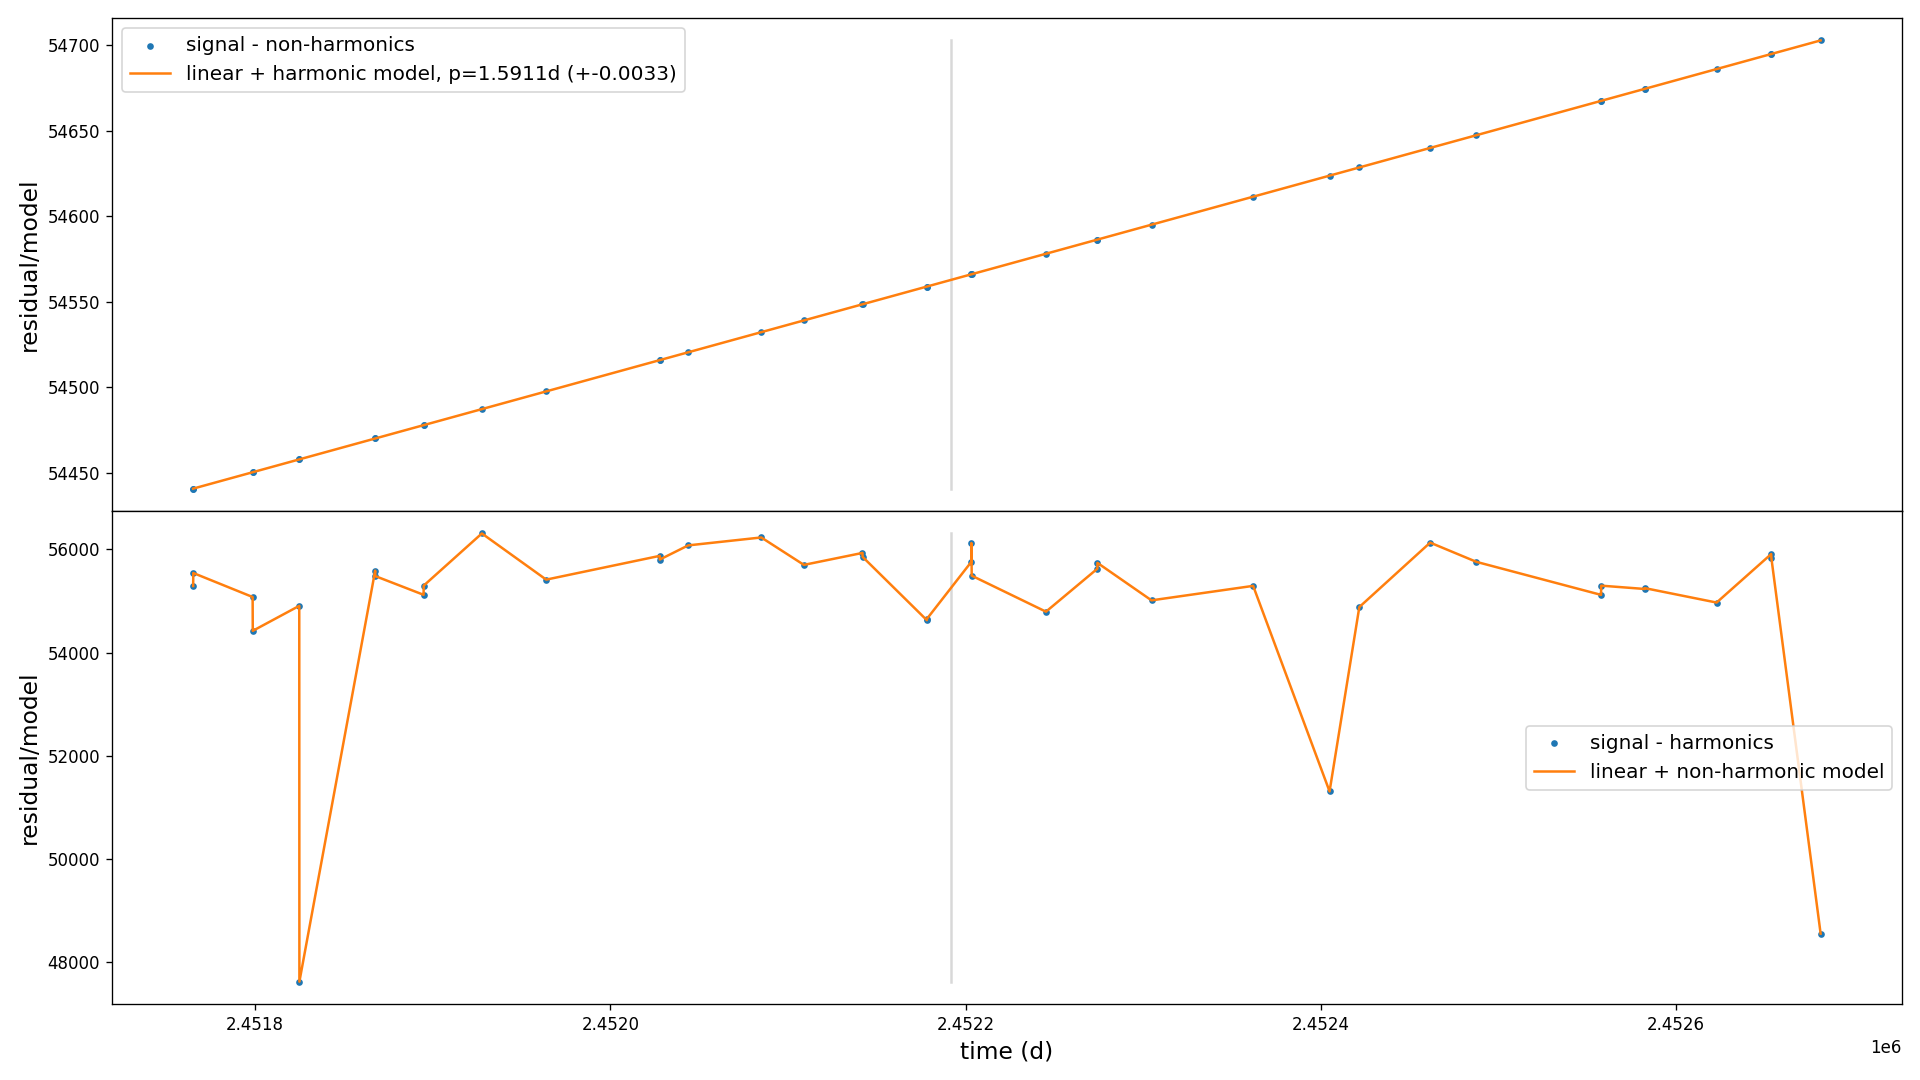 54700
54650
54600
54550
54500
54450
residual/model
signal - non-harmonics
linear + harmonic model, p=1.5911d (+-0.0033)
56000
54000
52000
50000
48000
residual/model
signal - harmonics
linear + non-harmonic model
2.4518 2.4520 2.4522 2.4524 2.4526
time (d)
1e6